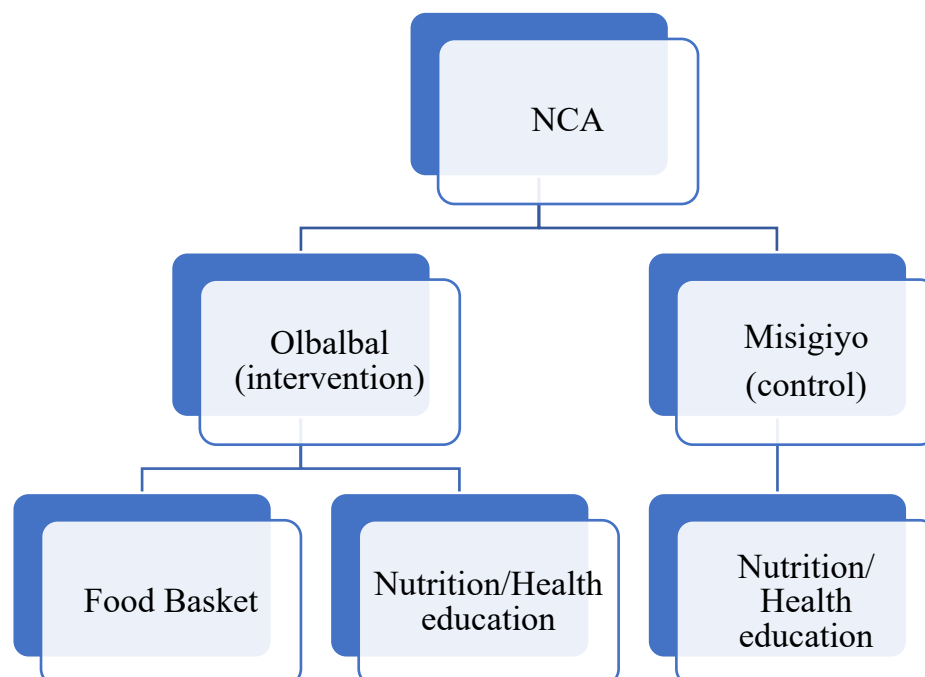 NCA
Olbalbal
(intervention)
Misigiyo
(control)
Food Basket
Nutrition/Health
education
Nutrition/
Health
education